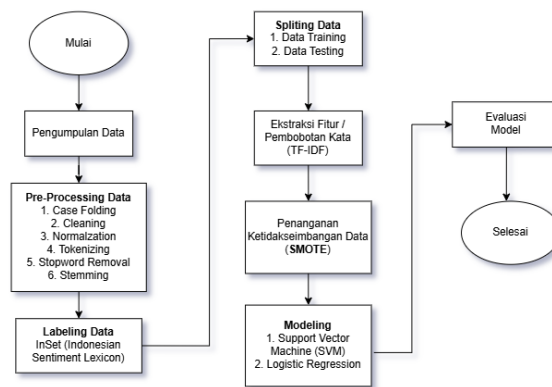 Mulai
Pengumpulan Data
Pre-Processing Data
1. Case Folding
2. Cleaning
3. Normalzation
4. Tokenizing
5. Stopword Removal
6. Stemming
Labeling Data
InSet (Indonesian
Sentiment Lexicon)
Spliting Data
1. Data Training
2. Data Testing
Ekstraksi Fitur /
Pembobotan Kata
(TF-IDF)
Penanganan
Ketidakseimbangan Data
(SMOTE)
Modeling
1. Support Vector
Machine (SVM)
2. Logistic Regression
Evaluasi
Model
Selesai